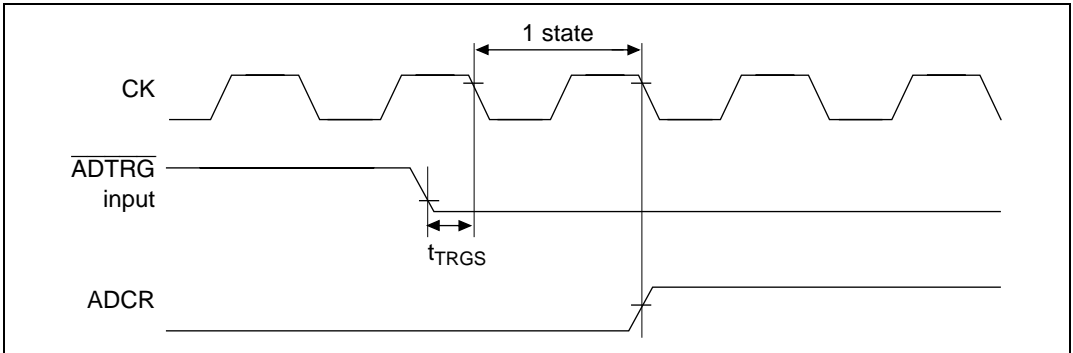 1 state
CK
ADTRG
input
tTRGS
ADCR